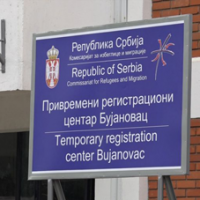 Република Србија
Комесаријат за избеглице и миграције
Republic of Serbia
Commissariat for Refugees and Migration
Привремени регистрациони
центар Бујановац
Temporary registration
center Bujanovac